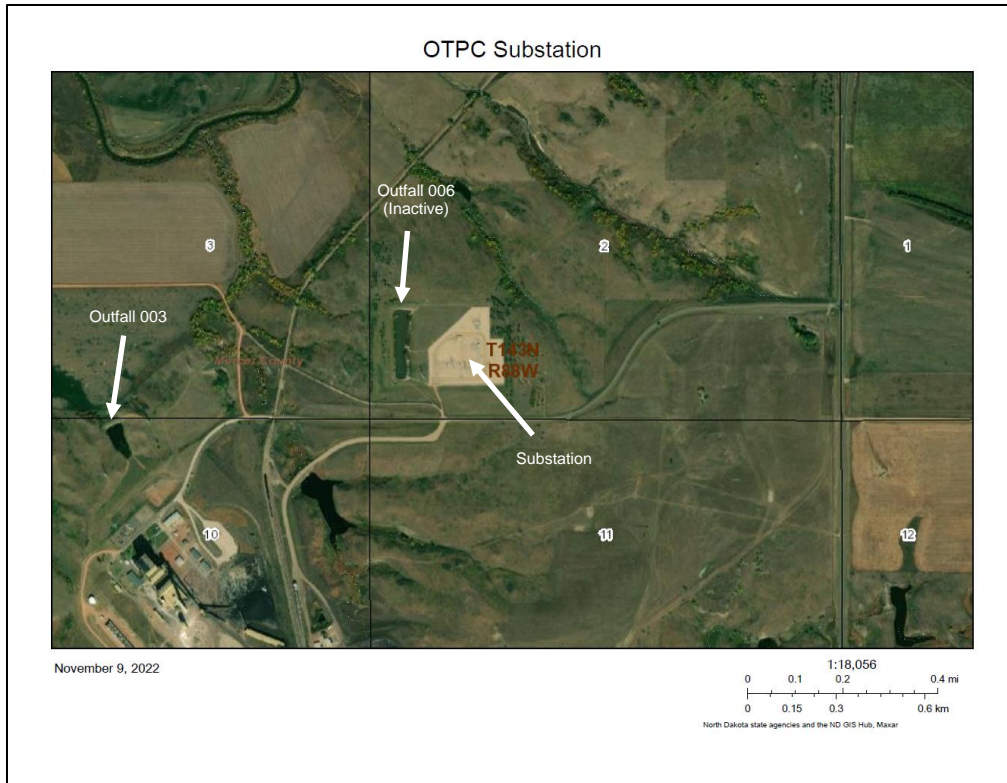 OTPC Substation
Outfall 006
(Inactive)
3
2
1
Outfall 003
Mercer County
T143N
R88W
Substation
10
11
12
November 9, 2022
1:18,056
0 0.1 0.2 0.4 mi
0 0.15 0.3 0.6 km
North Dakota state agencies and the ND GIS Hub, Maxar